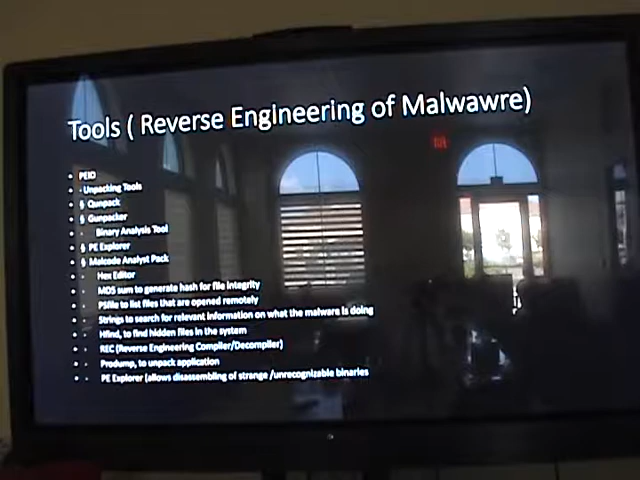 Tools ( Reverse Engineering of Malwawre)
• PEID
• - Unpacking Tools
• § Qunpack
• § Gunpacker
• · Binary Analysis Tool
• § PE Explorer
• § Malcode Analyst Pack
• · Hex Editor
• · MD5 sum to generate hash for file integrity
• · PSfile to list files that are opened remotely
• · Strings to search for relevant information on what the malware is doing
• · Hfind, to find hidden files in the system
• · REC (Reverse Engineering Compiler/Decompiler)
• · Prodump, to unpack application
• · PE Explorer (allows disassembling of strange /unrecognizable binaries